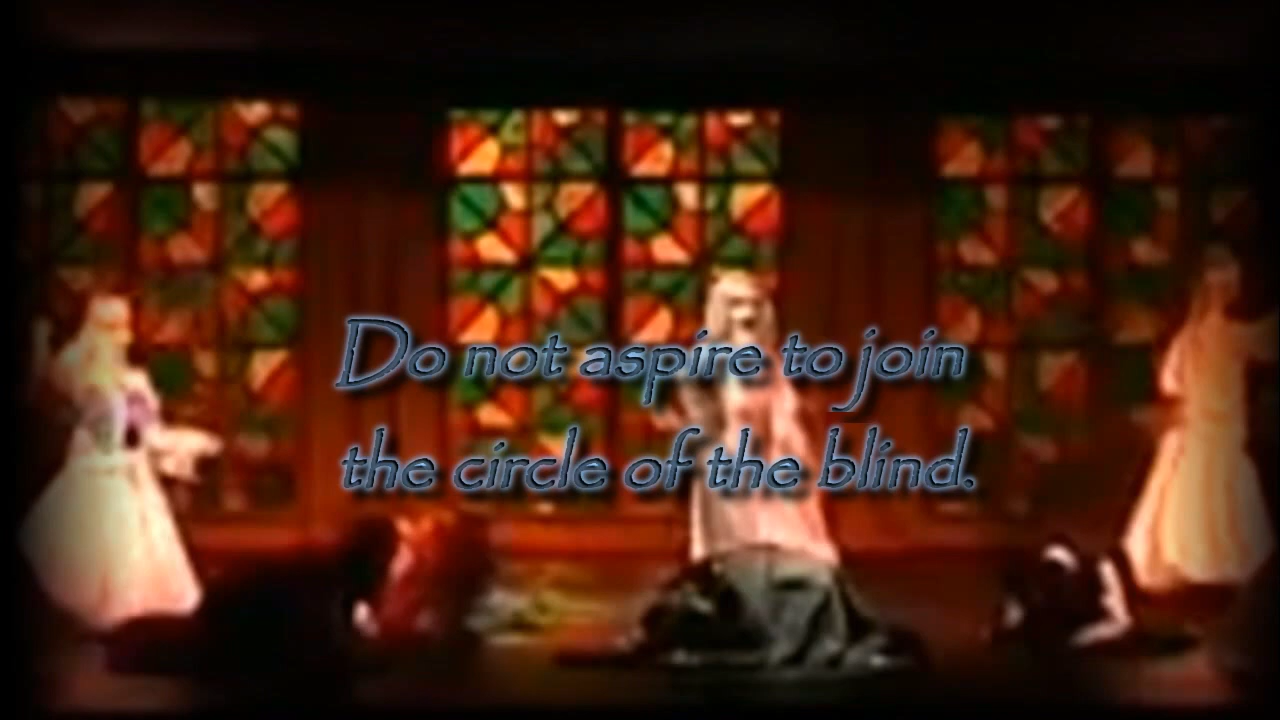 Do not aspire to join
the circle of the blind.